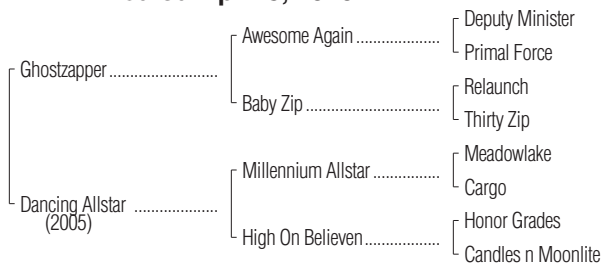 Deputy Minister
Awesome Again ....................
Primal Force
Ghostzapper ..........................
Relaunch
Baby Zip ................................
Thirty Zip
Meadowlake
Millennium Allstar ................
Cargo
Dancing Allstar ....................
(2005)
Honor Grades
High On Believen..................
Candles n Moonlite